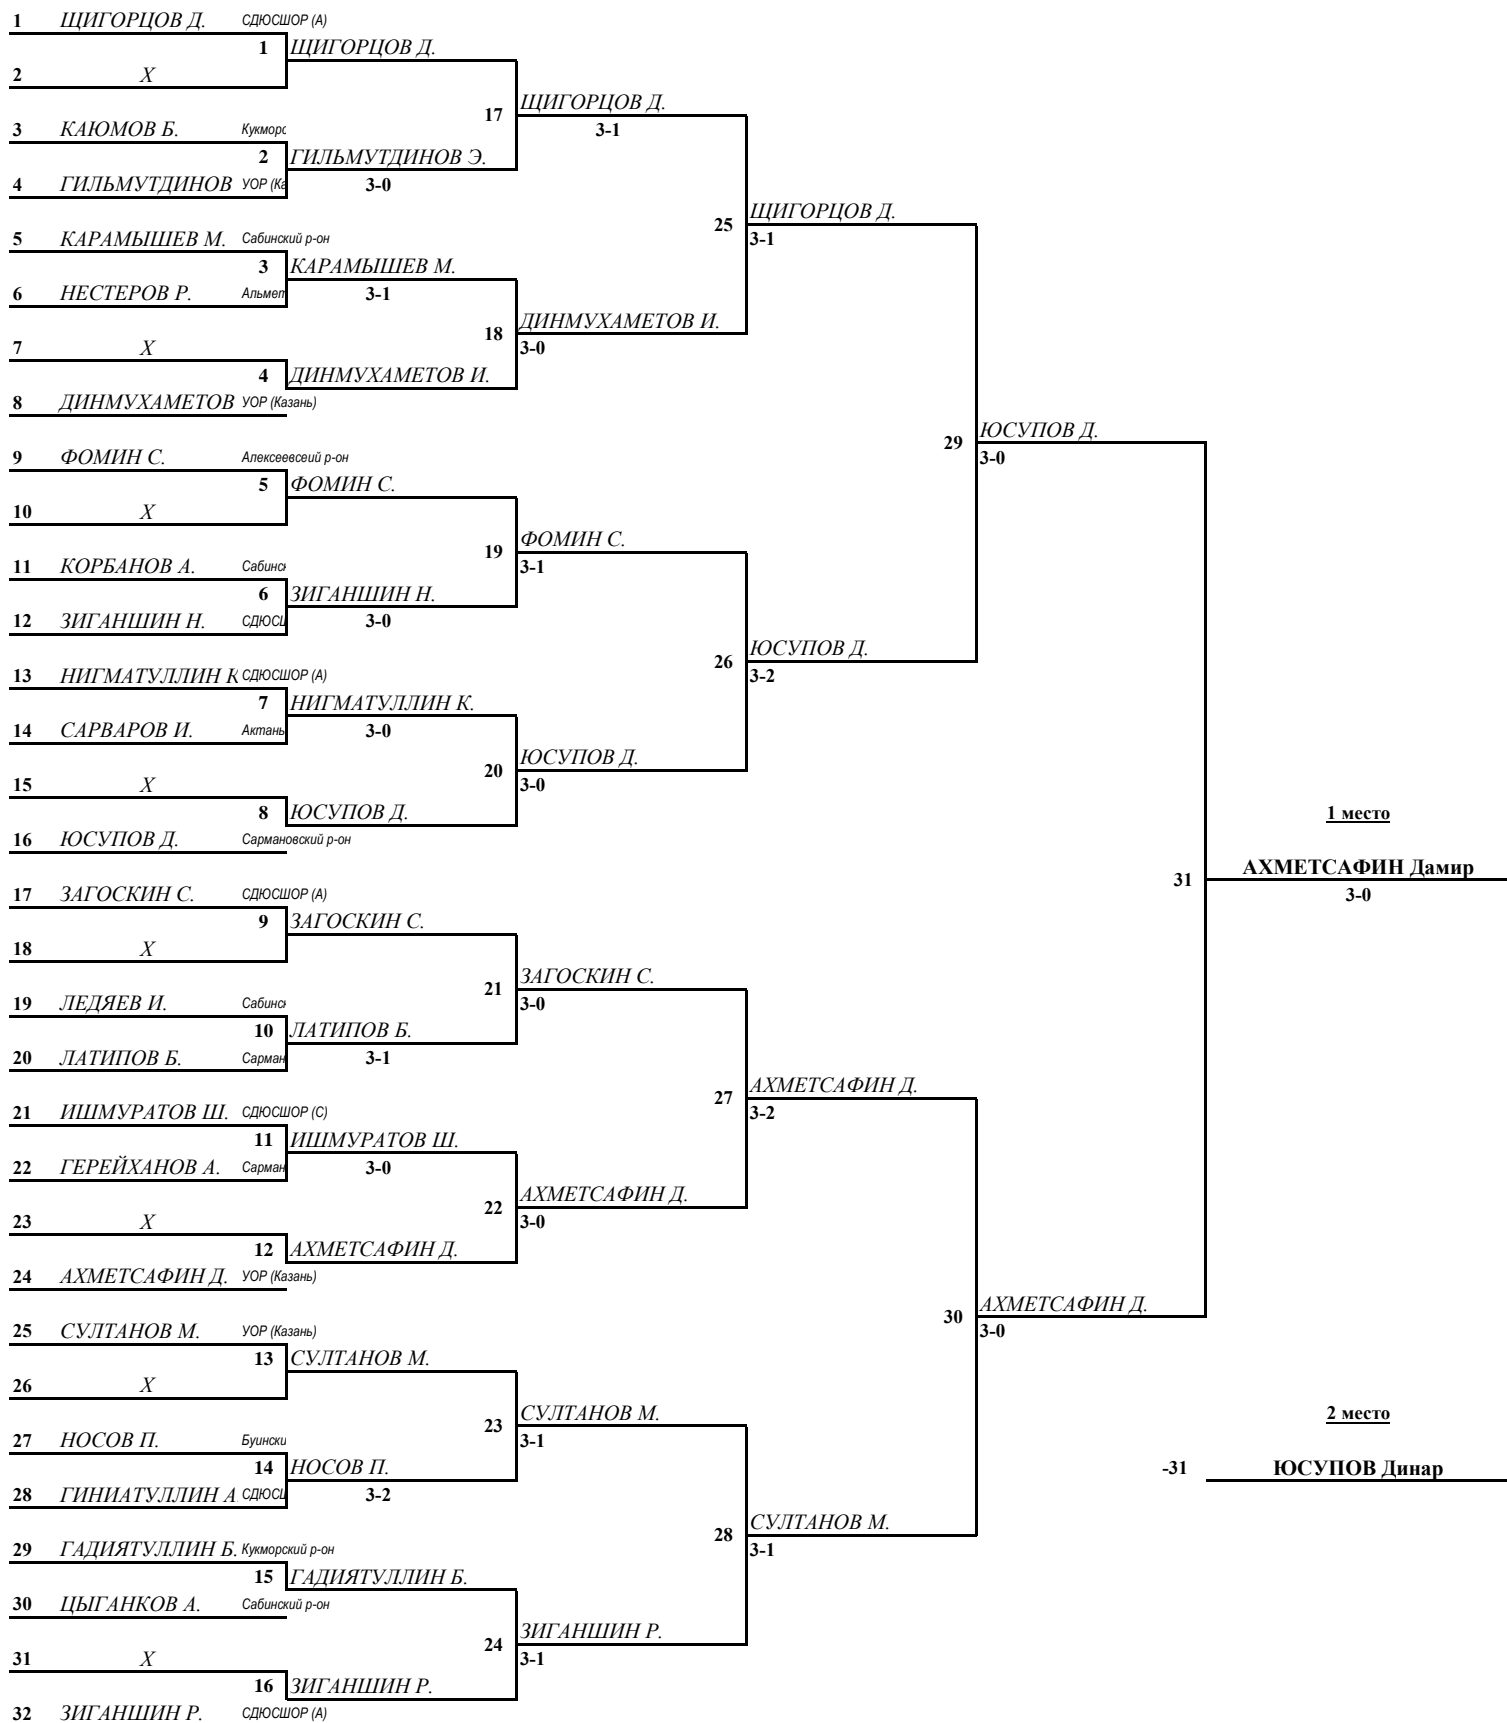 1 ЩИГОРЦОВ Д. СДЮСШОР (А)
1 ЩИГОРЦОВ Д.
2 Х
17 ЩИГОРЦОВ Д.
3-1
3 КАЮМОВ Б. Кукморс
2 ГИЛЬМУТДИНОВ Э.
4 ГИЛЬМУТДИНОВ УОР (Ка 3-0
25 ЩИГОРЦОВ Д.
3-1
5 КАРАМЫШЕВ М. Сабинский р-он
3 КАРАМЫШЕВ М.
6 НЕСТЕРОВ Р. Альмет 3-1
18 ДИНМУХАМЕТОВ И.
3-0
7 Х
4 ДИНМУХАМЕТОВ И.
8 ДИНМУХАМЕТОВ УОР (Казань)
29 ЮСУПОВ Д.
3-0
9 ФОМИН С. Алексеевсеий р-он
5 ФОМИН С.
10 Х
19 ФОМИН С.
3-1
11 КОРБАНОВ А. Сабинск
6 ЗИГАНШИН Н.
12 ЗИГАНШИН Н. СДЮСШ 3-0
26 ЮСУПОВ Д.
3-2
13 НИГМАТУЛЛИН К СДЮСШОР (А)
7 НИГМАТУЛЛИН К.
14 САРВАРОВ И. Актаны 3-0
20 ЮСУПОВ Д.
3-0
15 Х
8 ЮСУПОВ Д.
16 ЮСУПОВ Д. Сармановский р-он
1 место
31 АХМЕТСАФИН Дамир
3-0
17 ЗАГОСКИН С. СДЮСШОР (А)
9 ЗАГОСКИН С.
18 Х
21 ЗАГОСКИН С.
3-0
19 ЛЕДЯЕВ И. Сабинск
10 ЛАТИПОВ Б.
20 ЛАТИПОВ Б. Сарман 3-1
27 АХМЕТСАФИН Д.
3-2
21 ИШМУРАТОВ Ш. СДЮСШОР (С)
11 ИШМУРАТОВ Ш.
22 ГЕРЕЙХАНОВ А. Сарман 3-0
22 АХМЕТСАФИН Д.
3-0
23 Х
12 АХМЕТСАФИН Д.
24 АХМЕТСАФИН Д. УОР (Казань)
30 АХМЕТСАФИН Д.
3-0
25 СУЛТАНОВ М. УОР (Казань)
13 СУЛТАНОВ М.
26 Х
23 СУЛТАНОВ М.
3-1
2 место
27 НОСОВ П. Буински
14 НОСОВ П.
-31 ЮСУПОВ Динар
28 ГИНИАТУЛЛИН А СДЮСШ 3-2
28 СУЛТАНОВ М.
3-1
29 ГАДИЯТУЛЛИН Б. Кукморский р-он
15 ГАДИЯТУЛЛИН Б.
30 ЦЫГАНКОВ А. Сабинский р-он
24 ЗИГАНШИН Р.
3-1
31 Х
16 ЗИГАНШИН Р.
32 ЗИГАНШИН Р. СДЮСШОР (А)